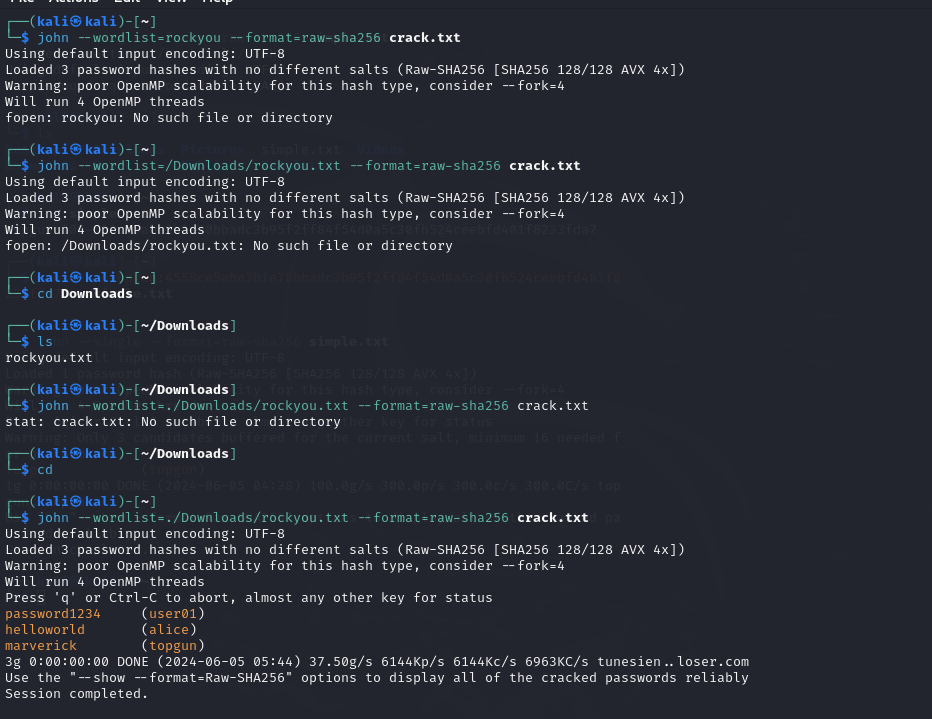 File Actions Edit View Help
┌──(kali㉿kali)-[~]
└─$ john --wordlist=rockyou --format=raw-sha256 crack.txt
Using default input encoding: UTF-8
Loaded 3 password hashes with no different salts (Raw-SHA256 [SHA256 128/128 AVX 4x])
Warning: poor OpenMP scalability for this hash type, consider --fork=4
Will run 4 OpenMP threads
fopen: rockyou: No such file or directory
┌──(kali㉿kali)-[~]
└─$ john --wordlist=/Downloads/rockyou.txt --format=raw-sha256 crack.txt
Using default input encoding: UTF-8
Loaded 3 password hashes with no different salts (Raw-SHA256 [SHA256 128/128 AVX 4x])
Warning: poor OpenMP scalability for this hash type, consider --fork=4
Will run 4 OpenMP threads
fopen: /Downloads/rockyou.txt: No such file or directory
┌──(kali㉿kali)-[~]
└─$ cd Downloads
┌──(kali㉿kali)-[~/Downloads]
└─$ ls
rockyou.txt
┌──(kali㉿kali)-[~/Downloads]
└─$ john --wordlist=./Downloads/rockyou.txt --format=raw-sha256 crack.txt
stat: crack.txt: No such file or directory
┌──(kali㉿kali)-[~/Downloads]
└─$ cd
┌──(kali㉿kali)-[~]
└─$ john --wordlist=./Downloads/rockyou.txt --format=raw-sha256 crack.txt
Using default input encoding: UTF-8
Loaded 3 password hashes with no different salts (Raw-SHA256 [SHA256 128/128 AVX 4x])
Warning: poor OpenMP scalability for this hash type, consider --fork=4
Will run 4 OpenMP threads
Press 'q' or Ctrl-C to abort, almost any other key for status
password1234 (user01)
helloworld (alice)
marverick (topgun)
3g 0:00:00:00 DONE (2024-06-05 05:44) 37.50g/s 6144Kp/s 6144Kc/s 6963KC/s tunesien..loser.com
Use the "--show --format=Raw-SHA256" options to display all of the cracked passwords reliably
Session completed.